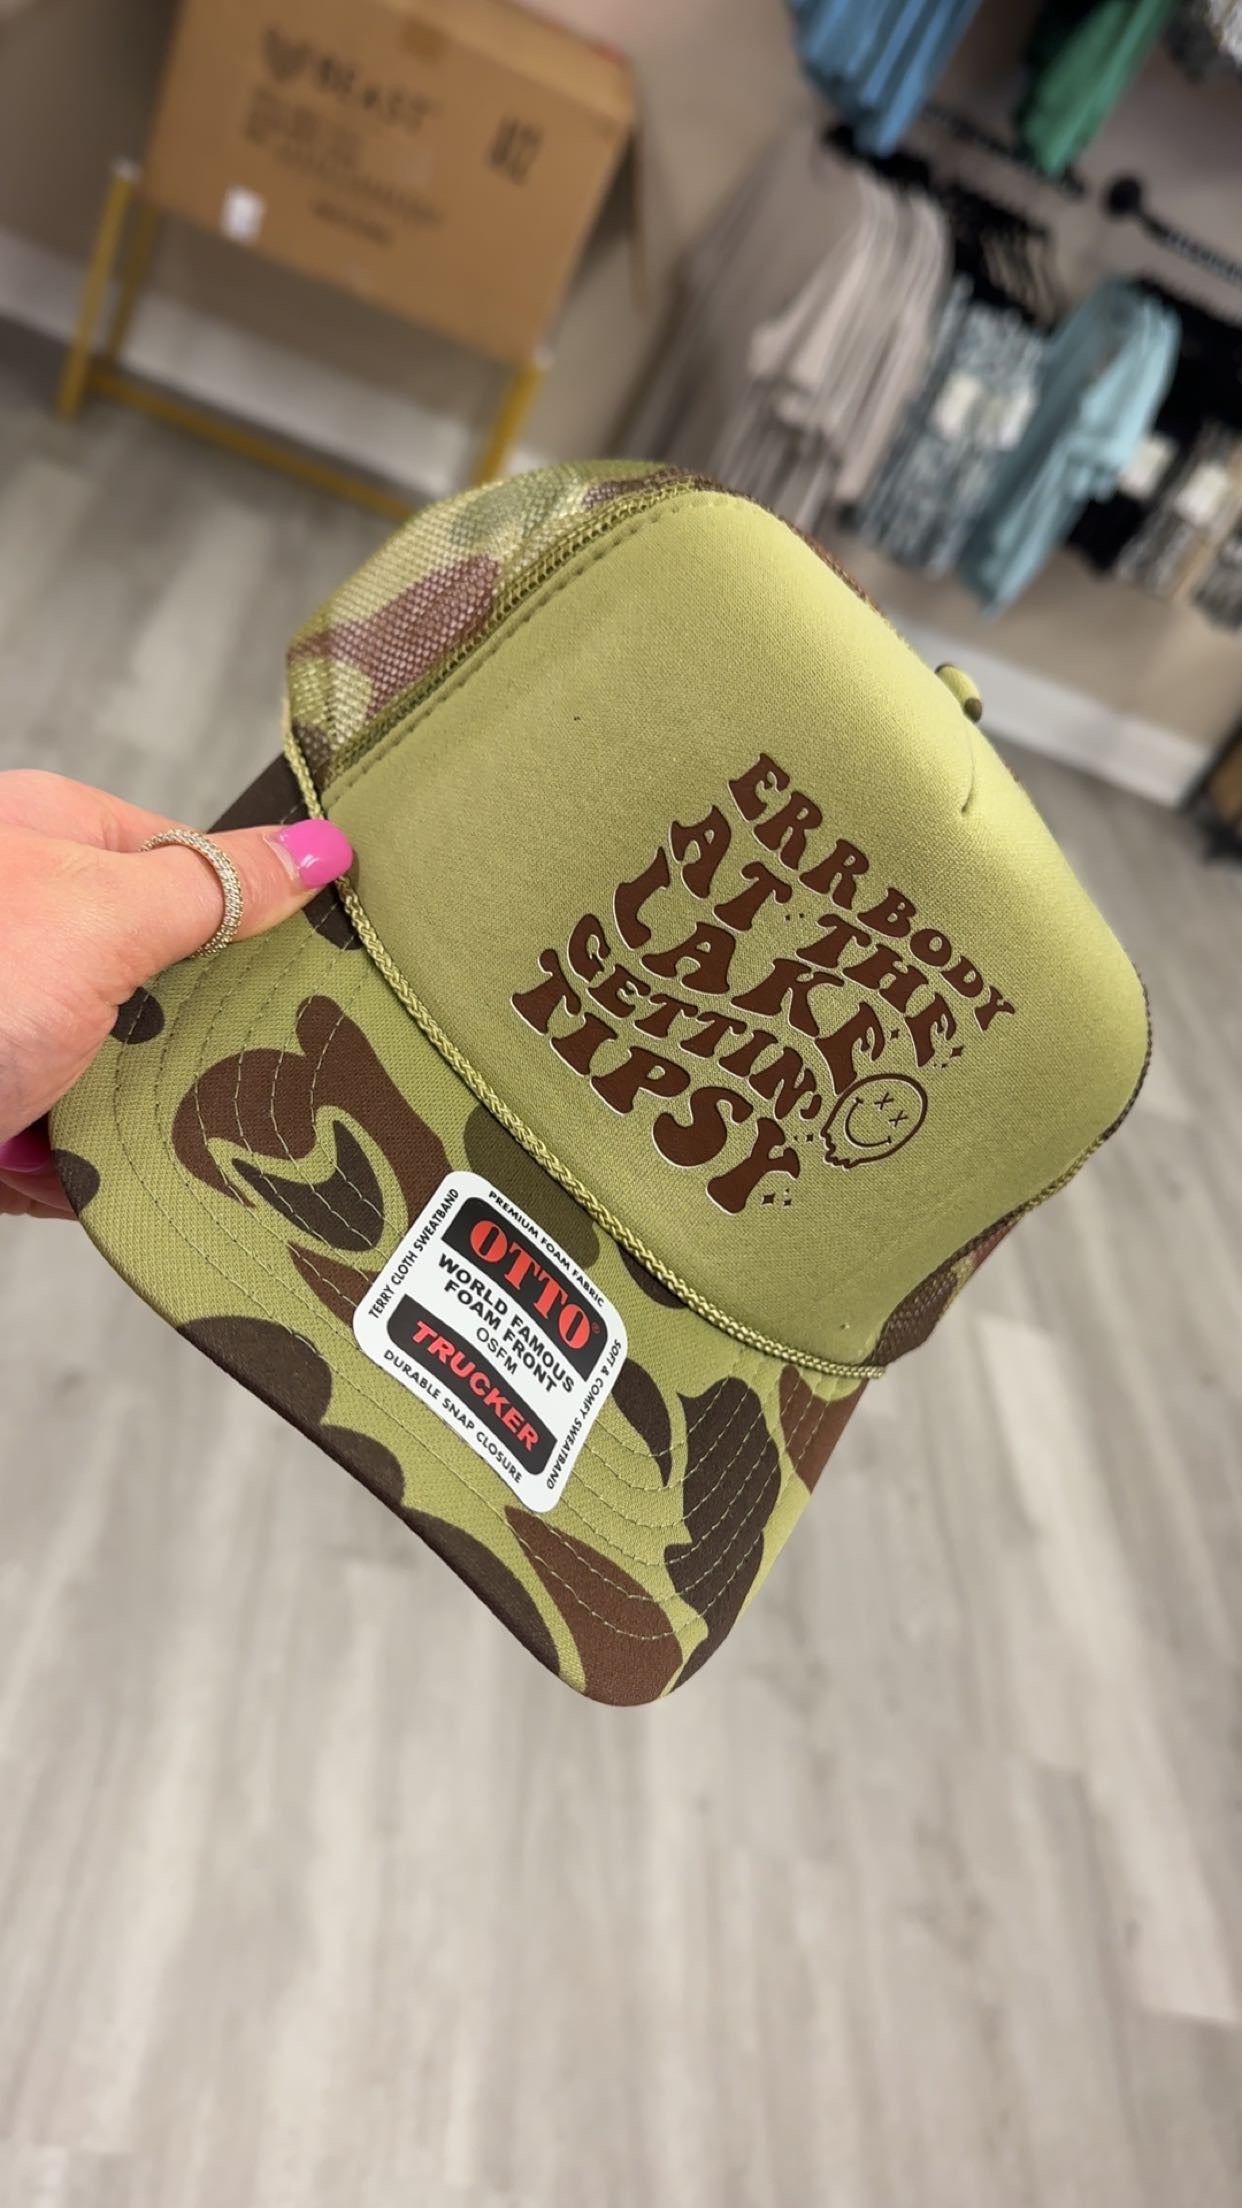 BEAST
ERRBODY
AT THE
LAKE
GETTIN'
TIPSY
PREMIUM FOAM FABRIC
TERRY CLOTH SWEATBAND
OTTO®
WORLD FAMOUS
FOAM FRONT
OSFM
TRUCKER
DURABLE SNAP CLOSURE
SOFT & COMFY SWEATBAND